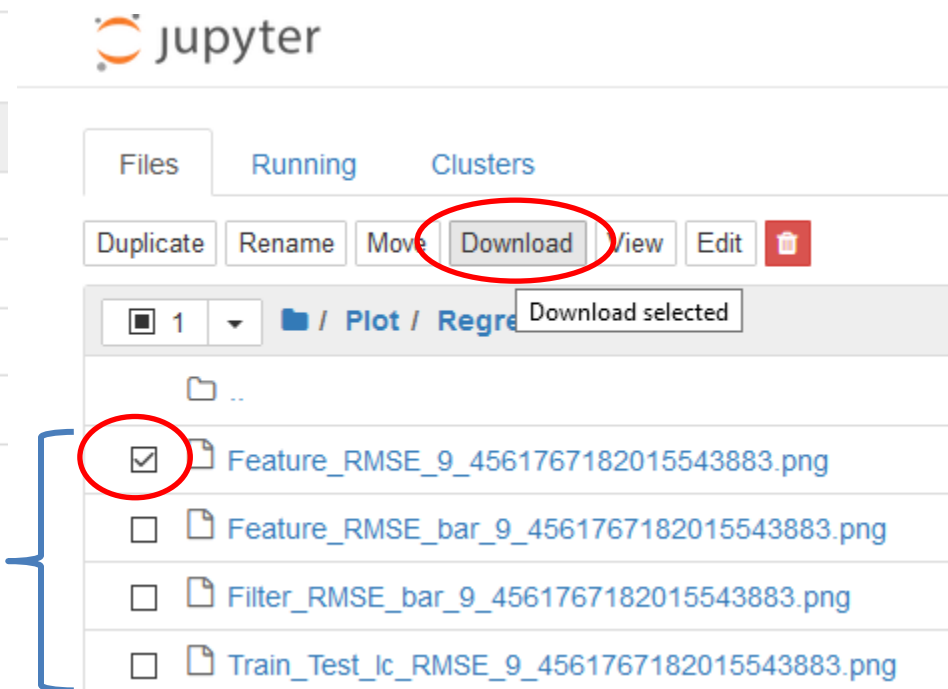 jupyter
Files Running Clusters
Duplicate Rename Move Download View Edit
1 / Plot / Regre
Download selected
..
Feature_RMSE_9_4561767182015543883.png
Feature_RMSE_bar_9_4561767182015543883.png
Filter_RMSE_bar_9_4561767182015543883.png
Train_Test_lc_RMSE_9_4561767182015543883.png